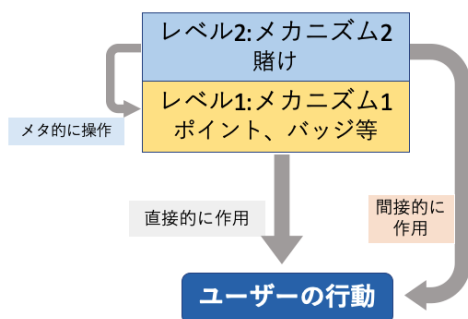 レベル2:メカニズム2
賭け
レベル1:メカニズム1
ポイント、バッジ等
メタ的に操作
直接的に作用
間接的に
作用
ユーザーの行動